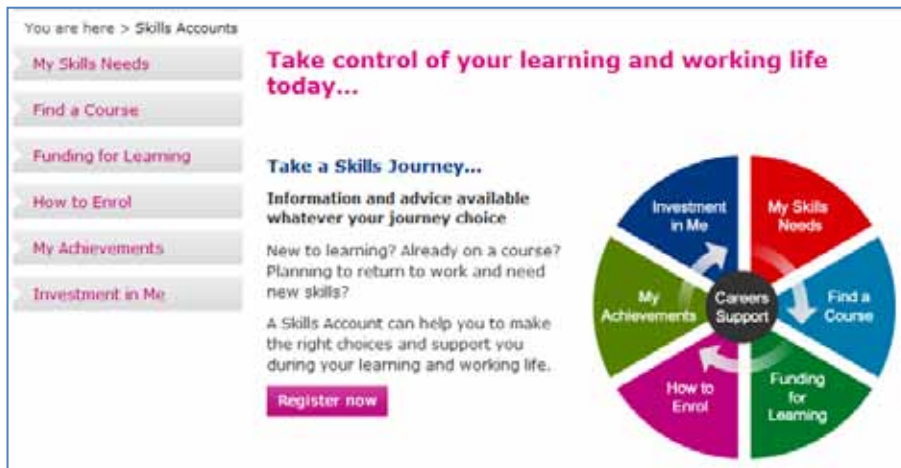 You are here > Skills Accounts
My Skills Needs
Find a Course
Funding for Learning
How to Enrol
My Achievements
Investment in Me
Take control of your learning and working life
today...
Take a Skills Journey...
Information and advice available
whatever your journey choice
New to learning? Already on a course?
Planning to return to work and need
new skills?
A Skills Account can help you to make
the right choices and support you
during your learning and working life.
Register now
Investment
in Me
My Skills
Needs
My
Achievements
Careers
Support
Find a
Course
How to
Enrol
Funding
for
Learning